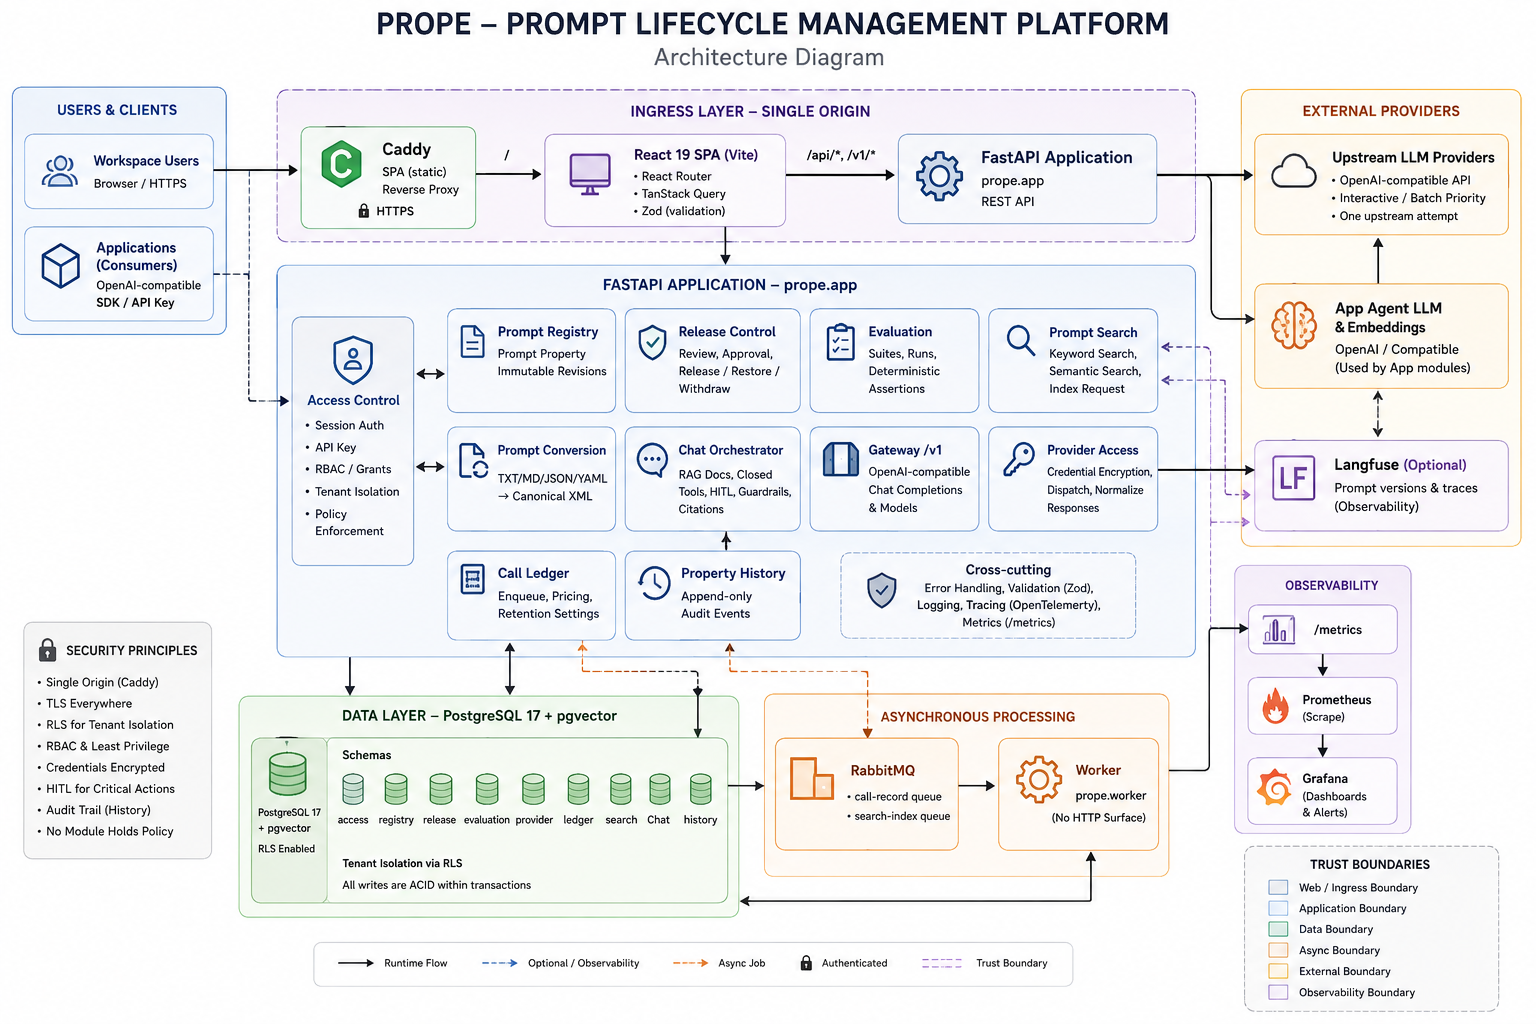 PROPE – PROMPT LIFECYCLE MANAGEMENT PLATFORM
Architecture Diagram
USERS & CLIENTS
Workspace Users
Browser / HTTPS
Applications
(Consumers)
OpenAI-compatible
SDK / API Key
INGRESS LAYER – SINGLE ORIGIN
Caddy
SPA (static)
Reverse Proxy
HTTPS
/
React 19 SPA (Vite)
• React Router
• TanStack Query
• Zod (validation)
/api/*, /v1/*
FastAPI Application
prope.app
REST API
EXTERNAL PROVIDERS
Upstream LLM Providers
• OpenAI-compatible API
• Interactive / Batch Priority
• One upstream attempt
App Agent LLM
& Embeddings
OpenAI / Compatible
(Used by App modules)
LF
Langfuse (Optional)
Prompt versions & traces
(Observability)
FASTAPI APPLICATION – prope.app
Access Control
• Session Auth
• API Key
• RBAC / Grants
• Tenant Isolation
• Policy
Enforcement
Prompt Registry
Prompt Property
Immutable Revisions
Release Control
Review, Approval,
Release / Restore /
Withdraw
Evaluation
Suites, Runs,
Deterministic
Assertions
Prompt Search
Keyword Search,
Semantic Search,
Index Request
Prompt Conversion
TXT/MD/JSON/YAML
→ Canonical XML
Chat Orchestrator
RAG Docs, Closed
Tools, HITL, Guardrails,
Citations
Gateway /v1
OpenAI-compatible
Chat Completions
& Models
Provider Access
Credential Encryption,
Dispatch, Normalize
Responses
Call Ledger
Enqueue, Pricing,
Retention Settings
Property History
Append-only
Audit Events
Cross-cutting
Error Handling, Validation (Zod),
Logging, Tracing (OpenTelemerty),
Metrics (/metrics)
SECURITY PRINCIPLES
• Single Origin (Caddy)
• TLS Everywhere
• RLS for Tenant Isolation
• RBAC & Least Privilege
• Credentials Encrypted
• HITL for Critical Actions
• Audit Trail (History)
• No Module Holds Policy
DATA LAYER – PostgreSQL 17 + pgvector
PostgreSQL 17
+ pgvector
RLS Enabled
Schemas
access registry release evaluation provider ledger search Chat history
Tenant Isolation via RLS
All writes are ACID within transactions
ASYNCHRONOUS PROCESSING
RabbitMQ
• call-record queue
• search-index queue
Worker
prope.worker
(No HTTP Surface)
OBSERVABILITY
/metrics
Prometheus
(Scrape)
Grafana
(Dashboards
& Alerts)
TRUST BOUNDARIES
Web / Ingress Boundary
Application Boundary
Data Boundary
Async Boundary
External Boundary
Observability Boundary
Runtime Flow
Optional / Observability
Async Job
Authenticated
Trust Boundary